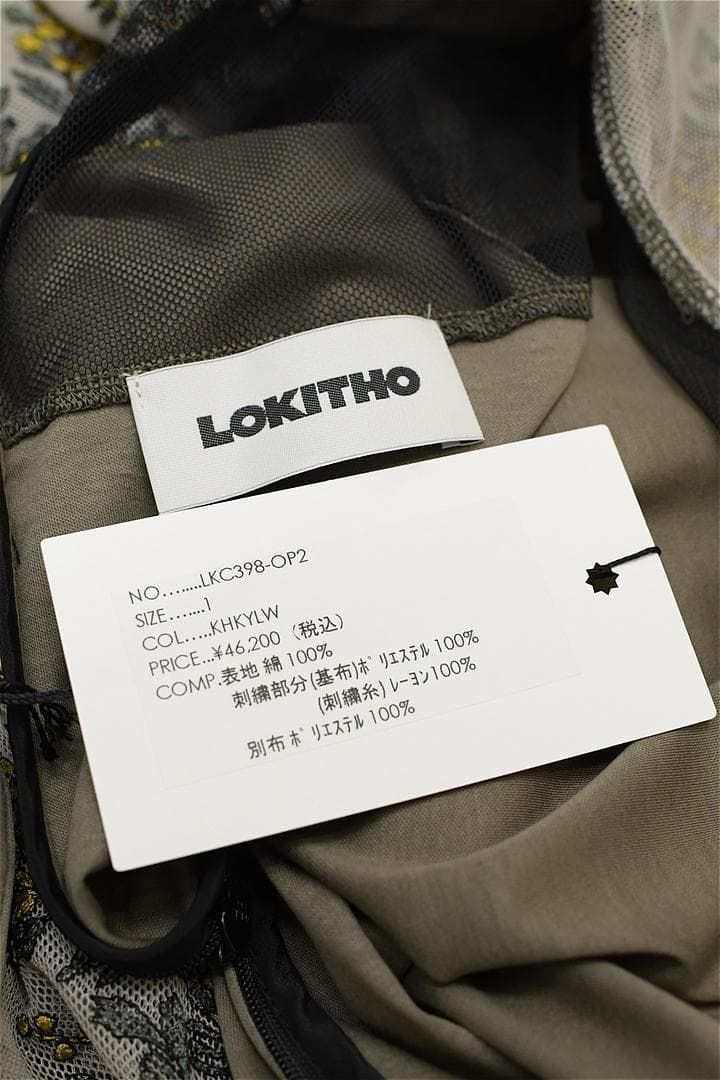 LOKITHO
NO........LKC398-OP2
SIZE.......1
COL.....KHKYLW
PRICE...¥46,200（税込）
COMP.表地 綿 100%
刺繍部分(基布)ﾎﾟﾘｴｽﾃﾙ 100%
(刺繍糸) ﾚｰﾖﾝ100%
別布 ﾎﾟﾘｴｽﾃﾙ 100%